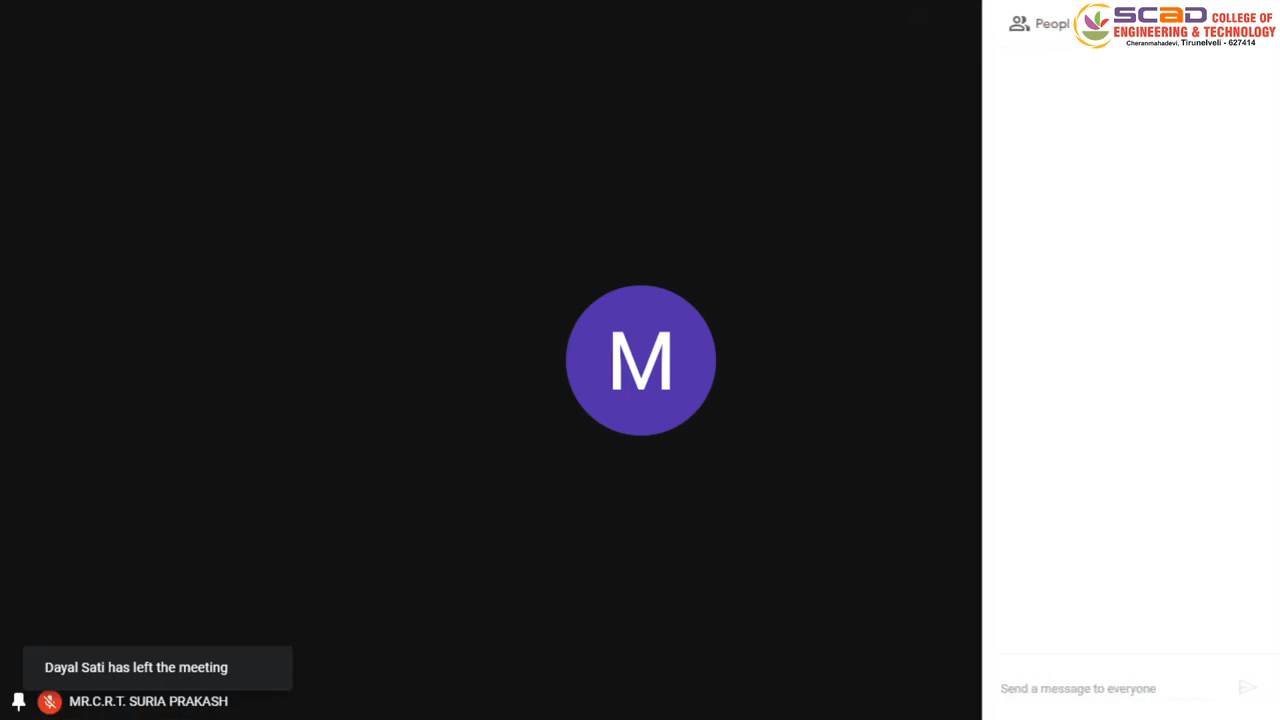 Peopl
SCAD COLLEGE OF
ENGINEERING & TECHNOLOGY
Cheranmahadevi, Tirunelveli - 627414
M
Dayal Sati has left the meeting
MR.C.R.T. SURIA PRAKASH
Send a message to everyone